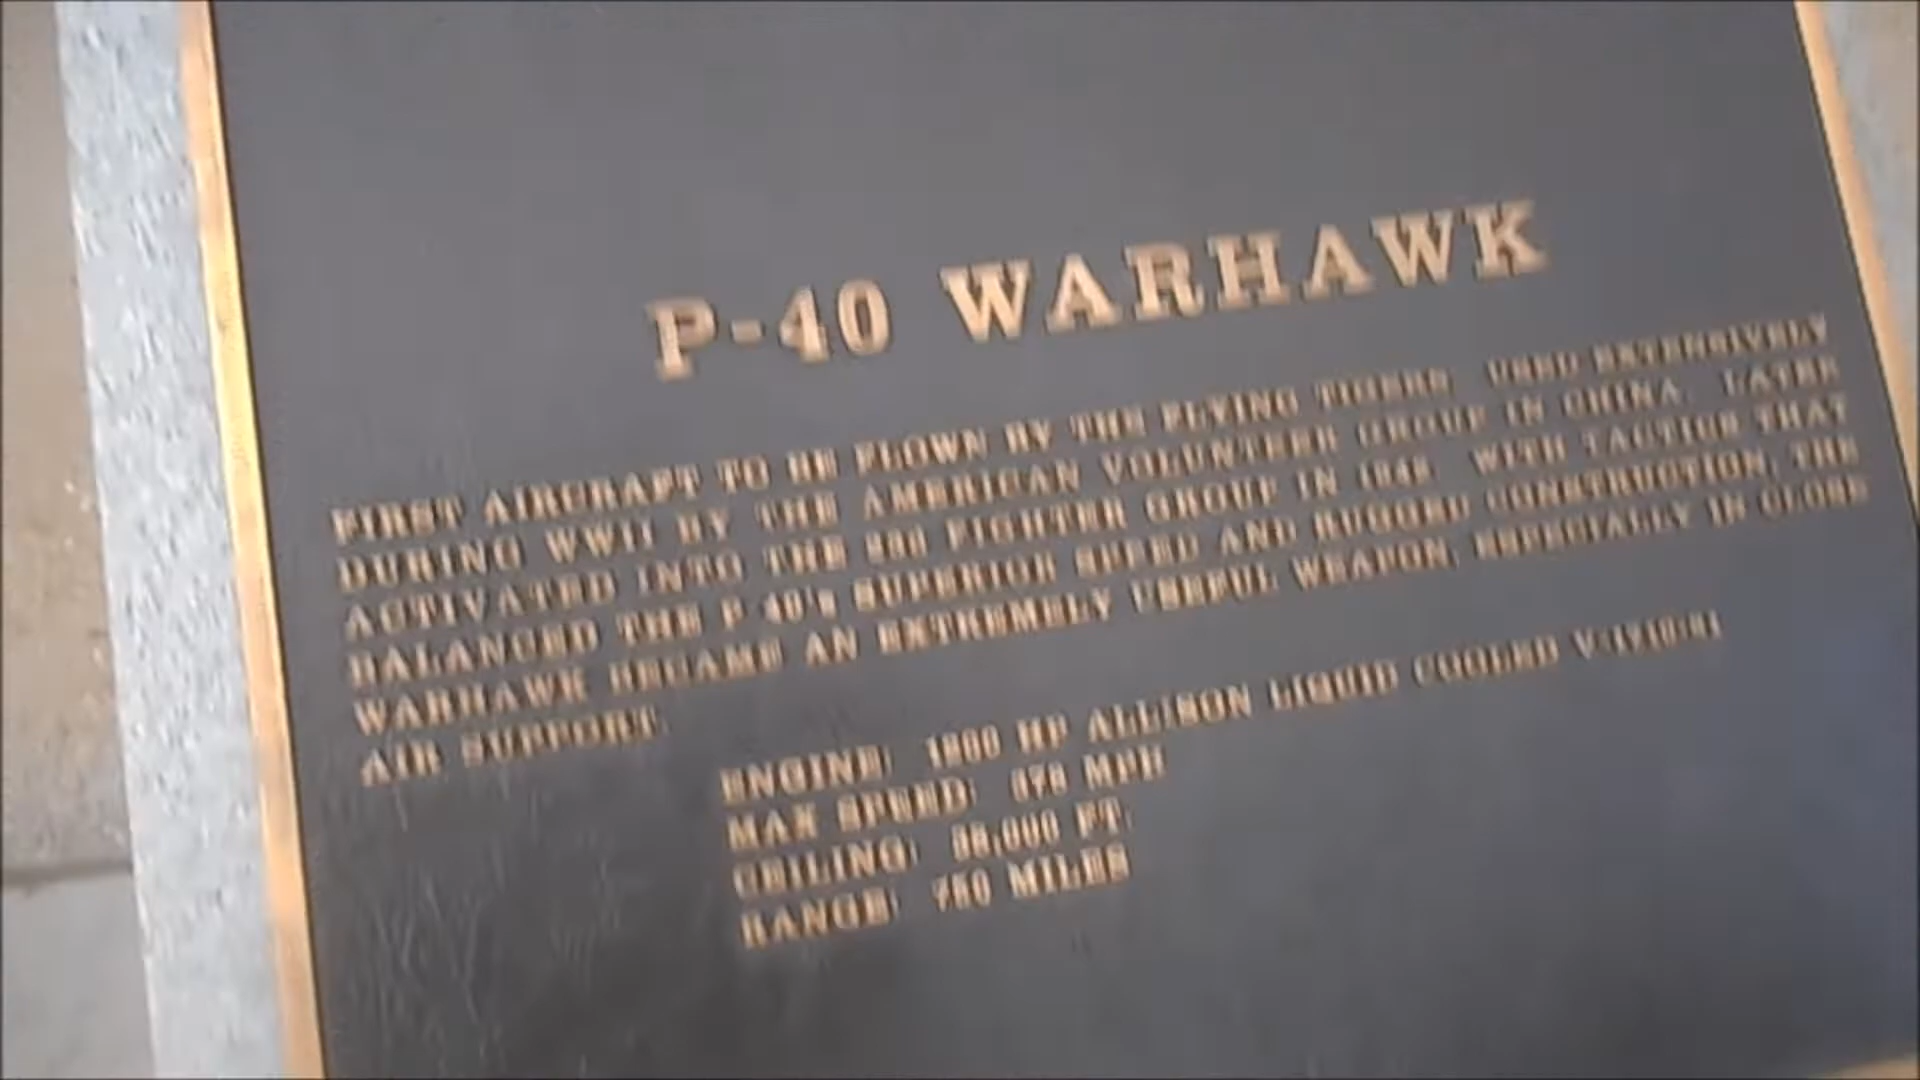 P-40 WARHAWK
FIRST AIRCRAFT TO BE FLOWN BY THE FLYING TIGERS. USED EXTENSIVELY
DURING WWII BY THE AMERICAN VOLUNTEER GROUP IN CHINA. LATER
ACTIVATED INTO THE FIGHTER GROUP IN WITH TACTICS THAT
BALANCED THE P-40's SUPERIOR SPEED AND RUGGED CONSTRUCTION, THE
WARHAWK BECAME AN EXTREMELY USEFUL WEAPON, ESPECIALLY IN CLOSE
AIR SUPPORT.
ENGINE: HP ALLISON LIQUID COOLED
MAX SPEED: MPH
CEILING: FT.
RANGE: 750 MILES